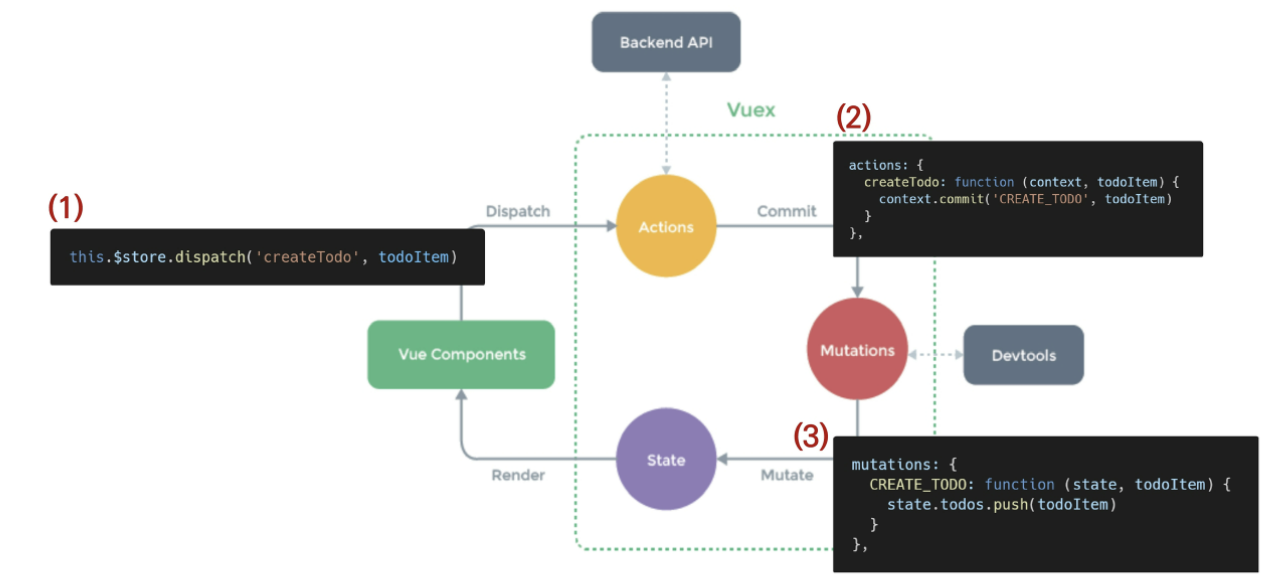 Backend API
Vuex
(2)
actions: {
  createTodo: function (context, todoItem) {
    context.commit('CREATE_TODO', todoItem)
  }
},
(1)
Dispatch
Actions
Commit
this.$store.dispatch('createTodo', todoItem)
Vue Components
Mutations
Devtools
(3)
State
Render
Mutate
mutations: {
  CREATE_TODO: function (state, todoItem) {
    state.todos.push(todoItem)
  }
},